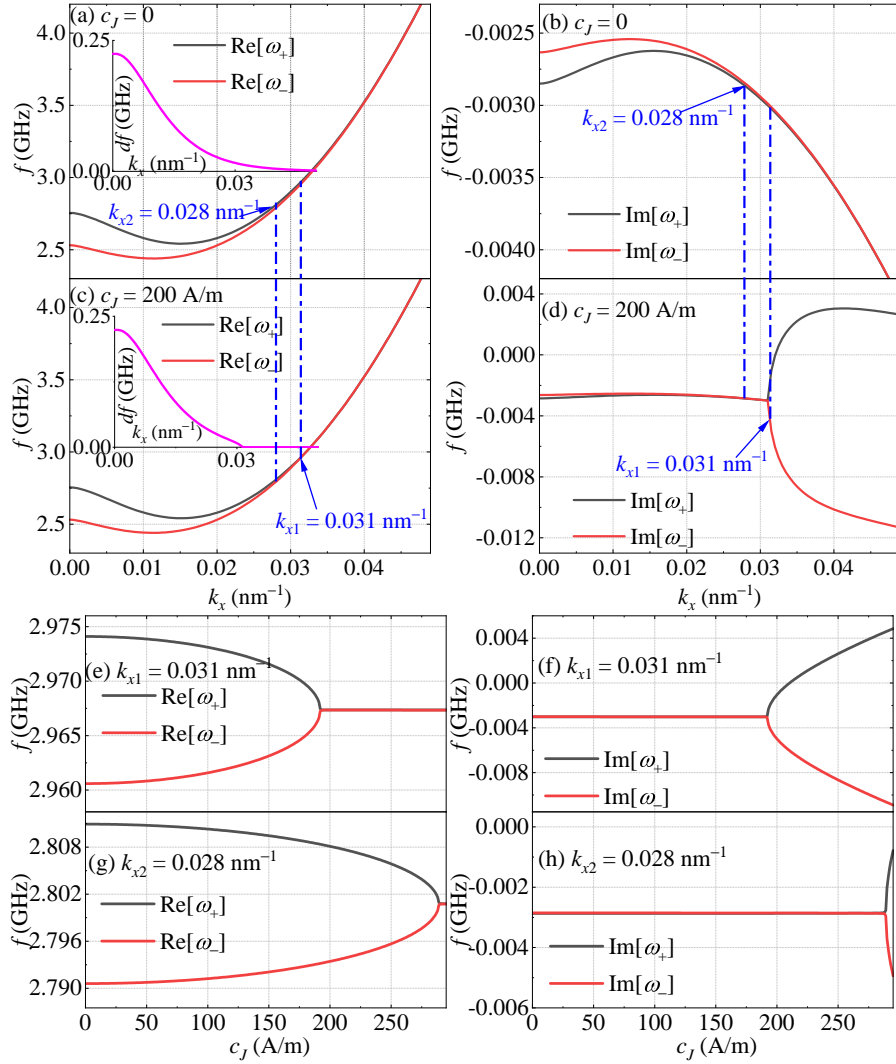 (a) c_J = 0
Re[ω₊]
Re[ω₋]
0.25
0.00
df (GHz)
0.00
0.03
k_x (nm⁻¹)
k_x2 = 0.028 nm⁻¹
4.0
3.5
3.0
2.5
f (GHz)
(b) c_J = 0
k_x2 = 0.028 nm⁻¹
Im[ω₊]
Im[ω₋]
-0.0025
-0.0030
-0.0035
-0.0040
f (GHz)
(c) c_J = 200 A/m
Re[ω₊]
Re[ω₋]
0.25
0.00
df (GHz)
0.00
0.03
k_x (nm⁻¹)
k_x1 = 0.031 nm⁻¹
4.0
3.5
3.0
2.5
f (GHz)
0.00
0.01
0.02
0.03
0.04
k_x (nm⁻¹)
(d) c_J = 200 A/m
k_x1 = 0.031 nm⁻¹
Im[ω₊]
Im[ω₋]
0.004
0.000
-0.004
-0.008
-0.012
f (GHz)
0.00
0.02
0.04
k_x (nm⁻¹)
(e) k_x1 = 0.031 nm⁻¹
Re[ω₊]
Re[ω₋]
2.975
2.970
2.965
2.960
f (GHz)
(f) k_x1 = 0.031 nm⁻¹
Im[ω₊]
Im[ω₋]
0.004
0.000
-0.004
-0.008
f (GHz)
(g) k_x2 = 0.028 nm⁻¹
Re[ω₊]
Re[ω₋]
2.808
2.802
2.796
2.790
f (GHz)
0
50
100
150
200
250
c_J (A/m)
(h) k_x2 = 0.028 nm⁻¹
Im[ω₊]
Im[ω₋]
0.000
-0.002
-0.004
-0.006
f (GHz)
0
50
100
150
200
250
c_J (A/m)